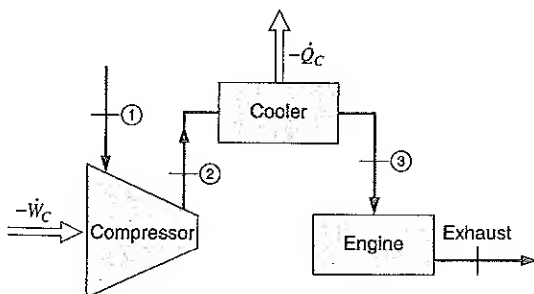 –Q̇C
Cooler
①
②
③
–ẆC
Compressor
Engine
Exhaust